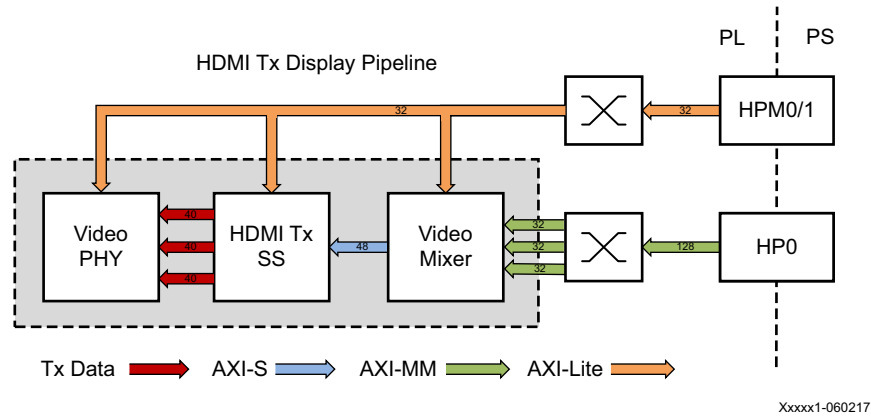 PL PS
HDMI Tx Display Pipeline
32
32
HPM0/1
Video
PHY
40
40
40
HDMI Tx
SS
48
Video
Mixer
32
32
32
128
HP0
Tx Data AXI-S AXI-MM AXI-Lite
Xxxxx1-060217